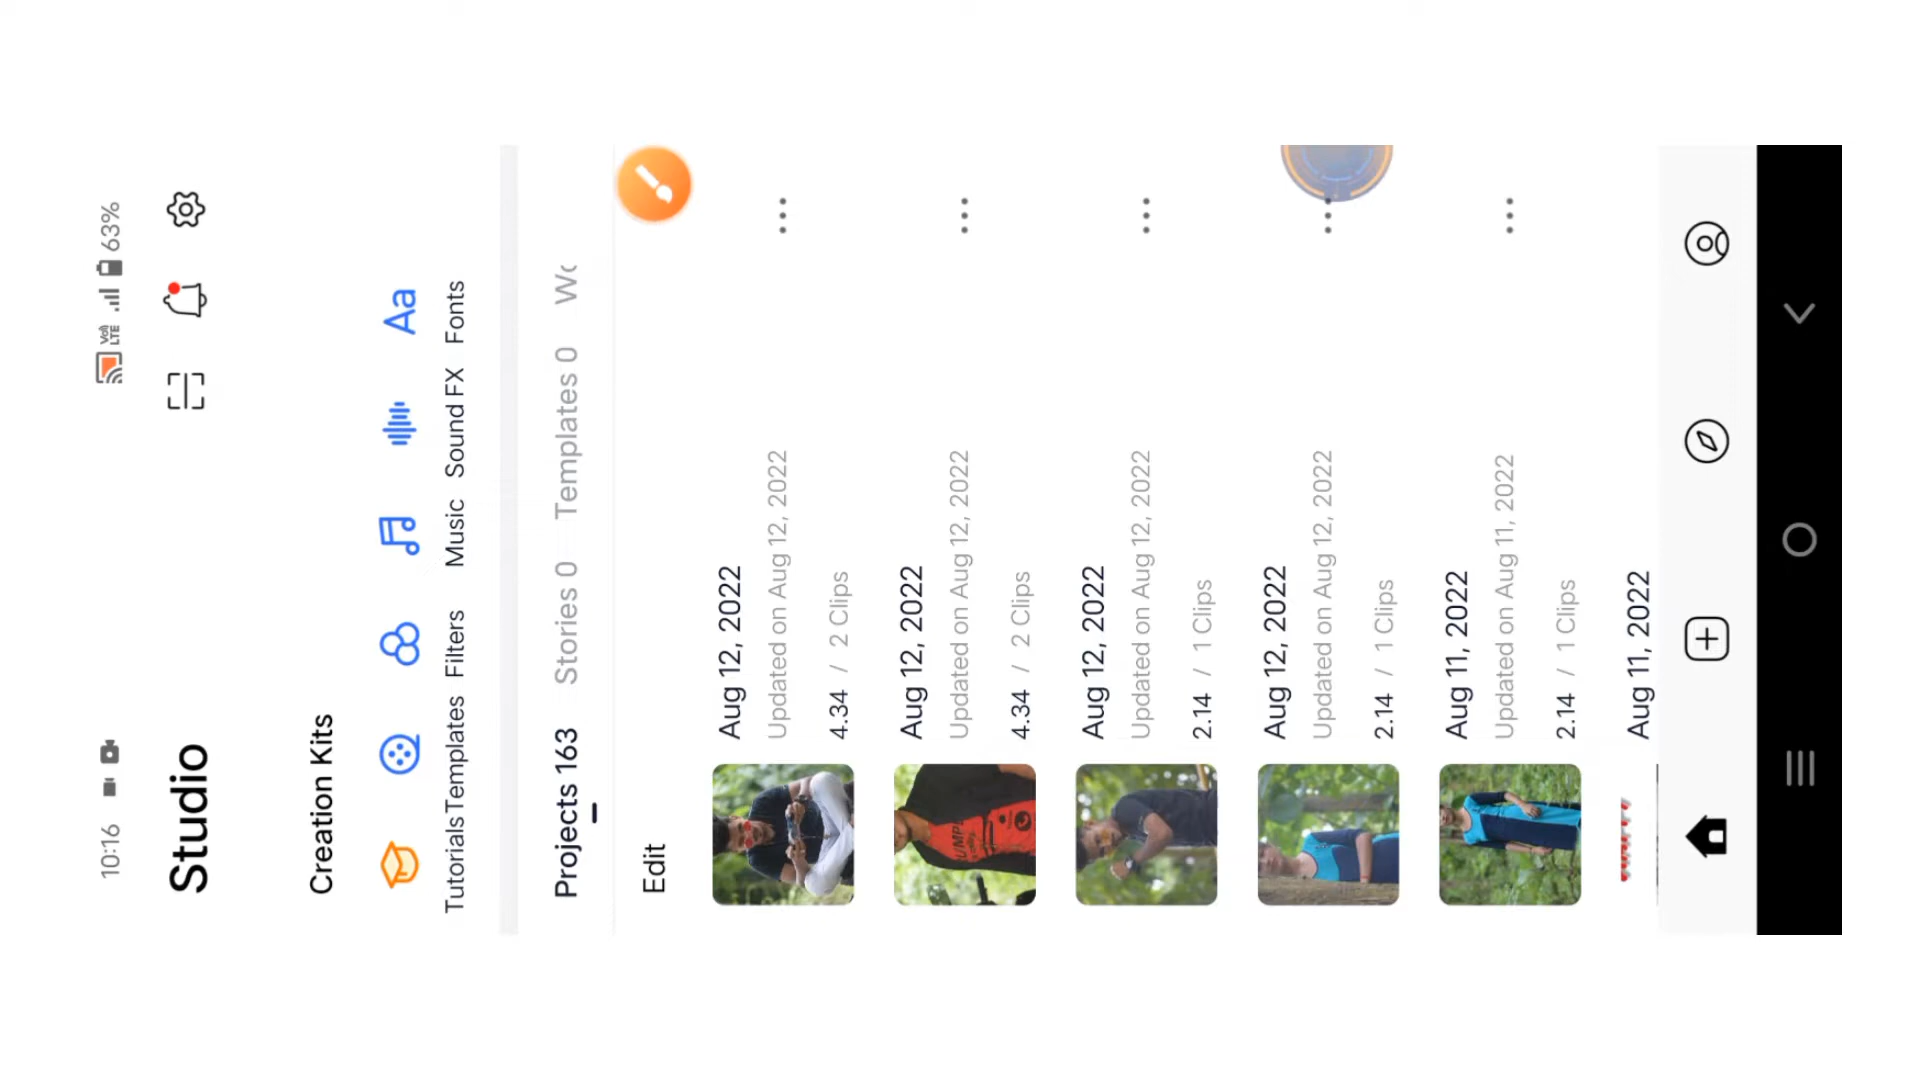 10:16 VoLTE 63%
Studio
Creation Kits
Aa
Tutorials Templates Filters Music Sound FX Fonts
Projects 163 Stories 0 Templates 0
Edit
Aug 12, 2022
Updated on Aug 12, 2022
4.34 / 2 Clips
Aug 12, 2022
Updated on Aug 12, 2022
4.34 / 2 Clips
Aug 12, 2022
Updated on Aug 12, 2022
2.14 / 1 Clips
Aug 12, 2022
Updated on Aug 12, 2022
2.14 / 1 Clips
Aug 11, 2022
Updated on Aug 11, 2022
2.14 / 1 Clips
Aug 11, 2022